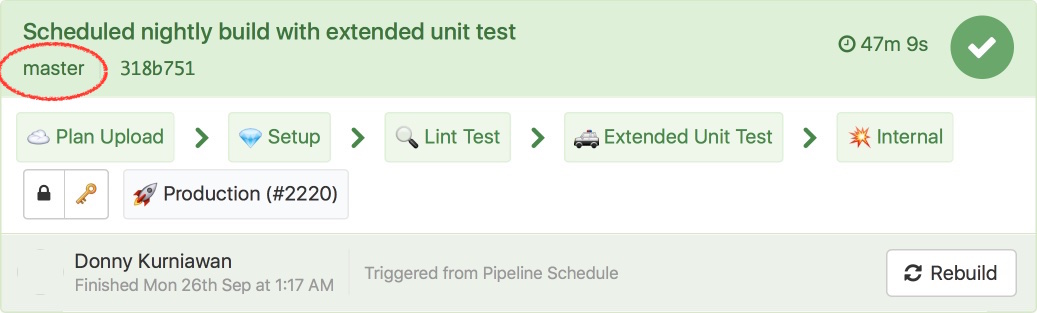 Scheduled nightly build with extended unit test
47m 9s
master 318b751
Plan Upload Setup Lint Test Extended Unit Test Internal
Production (#2220)
Donny Kurniawan
Finished Mon 26th Sep at 1:17 AM
Triggered from Pipeline Schedule
Rebuild